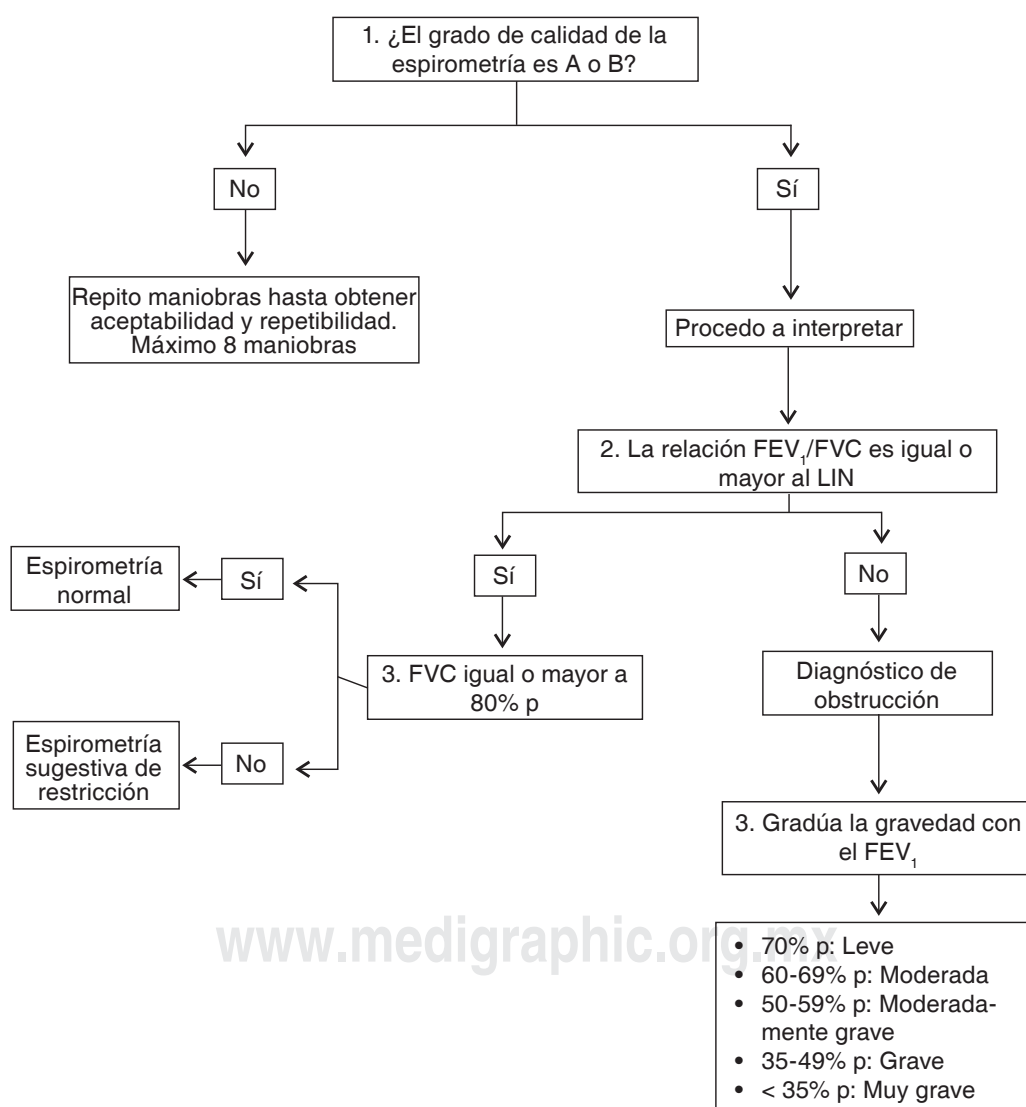 1. ¿El grado de calidad de la
espirometría es A o B?
No
Sí
Repito maniobras hasta obtener
aceptabilidad y repetibilidad.
Máximo 8 maniobras
Procedo a interpretar
2. La relación FEV₁/FVC es igual o
mayor al LIN
Sí
No
Espirometría
normal
Sí
3. FVC igual o mayor a
80% p
Diagnóstico de
obstrucción
Espirometría
sugestiva de
restricción
No
3. Gradúa la gravedad con
el FEV₁
• 70% p: Leve
• 60-69% p: Moderada
• 50-59% p: Moderada-
mente grave
• 35-49% p: Grave
• < 35% p: Muy grave
www.medigraphic.org.mx